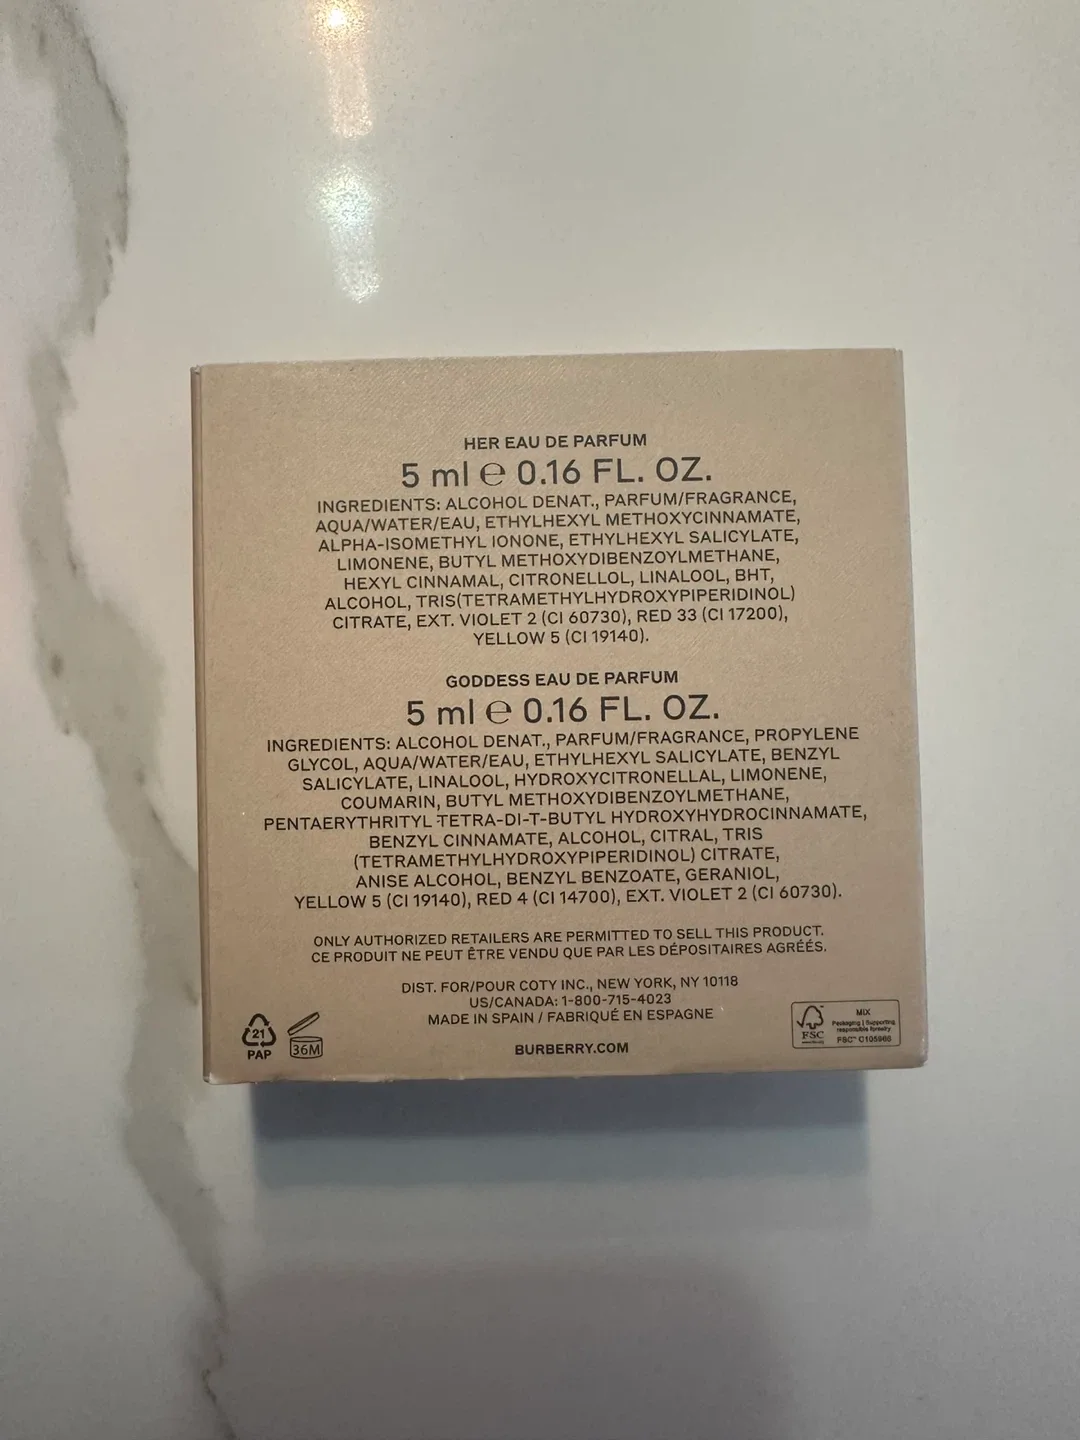 HER EAU DE PARFUM
5 ml ℮ 0.16 FL. OZ.
INGREDIENTS: ALCOHOL DENAT., PARFUM/FRAGRANCE,
AQUA/WATER/EAU, ETHYLHEXYL METHOXYCINNAMATE,
ALPHA-ISOMETHYL IONONE, ETHYLHEXYL SALICYLATE,
LIMONENE, BUTYL METHOXYDIBENZOYLMETHANE,
HEXYL CINNAMAL, CITRONELLOL, LINALOOL, BHT,
ALCOHOL, TRIS(TETRAMETHYLHYDROXYPIPERIDINOL)
CITRATE, EXT. VIOLET 2 (CI 60730), RED 33 (CI 17200),
YELLOW 5 (CI 19140).
GODDESS EAU DE PARFUM
5 ml ℮ 0.16 FL. OZ.
INGREDIENTS: ALCOHOL DENAT., PARFUM/FRAGRANCE, PROPYLENE
GLYCOL, AQUA/WATER/EAU, ETHYLHEXYL SALICYLATE, BENZYL
SALICYLATE, LINALOOL, HYDROXYCITRONELLAL, LIMONENE,
COUMARIN, BUTYL METHOXYDIBENZOYLMETHANE,
PENTAERYTHRITYL TETRA-DI-T-BUTYL HYDROXYHYDROCINNAMATE,
BENZYL CINNAMATE, ALCOHOL, CITRAL, TRIS
(TETRAMETHYLHYDROXYPIPERIDINOL) CITRATE,
ANISE ALCOHOL, BENZYL BENZOATE, GERANIOL,
YELLOW 5 (CI 19140), RED 4 (CI 14700), EXT. VIOLET 2 (CI 60730).
ONLY AUTHORIZED RETAILERS ARE PERMITTED TO SELL THIS PRODUCT.
CE PRODUIT NE PEUT ÊTRE VENDU QUE PAR LES DÉPOSITAIRES AGRÉÉS.
DIST. FOR/POUR COTY INC., NEW YORK, NY 10118
US/CANADA: 1-800-715-4023
MADE IN SPAIN / FABRIQUÉ EN ESPAGNE
BURBERRY.COM
21
PAP
36M
FSC
MIX
Packaging | Supporting
responsible forestry
FSC™ C105960